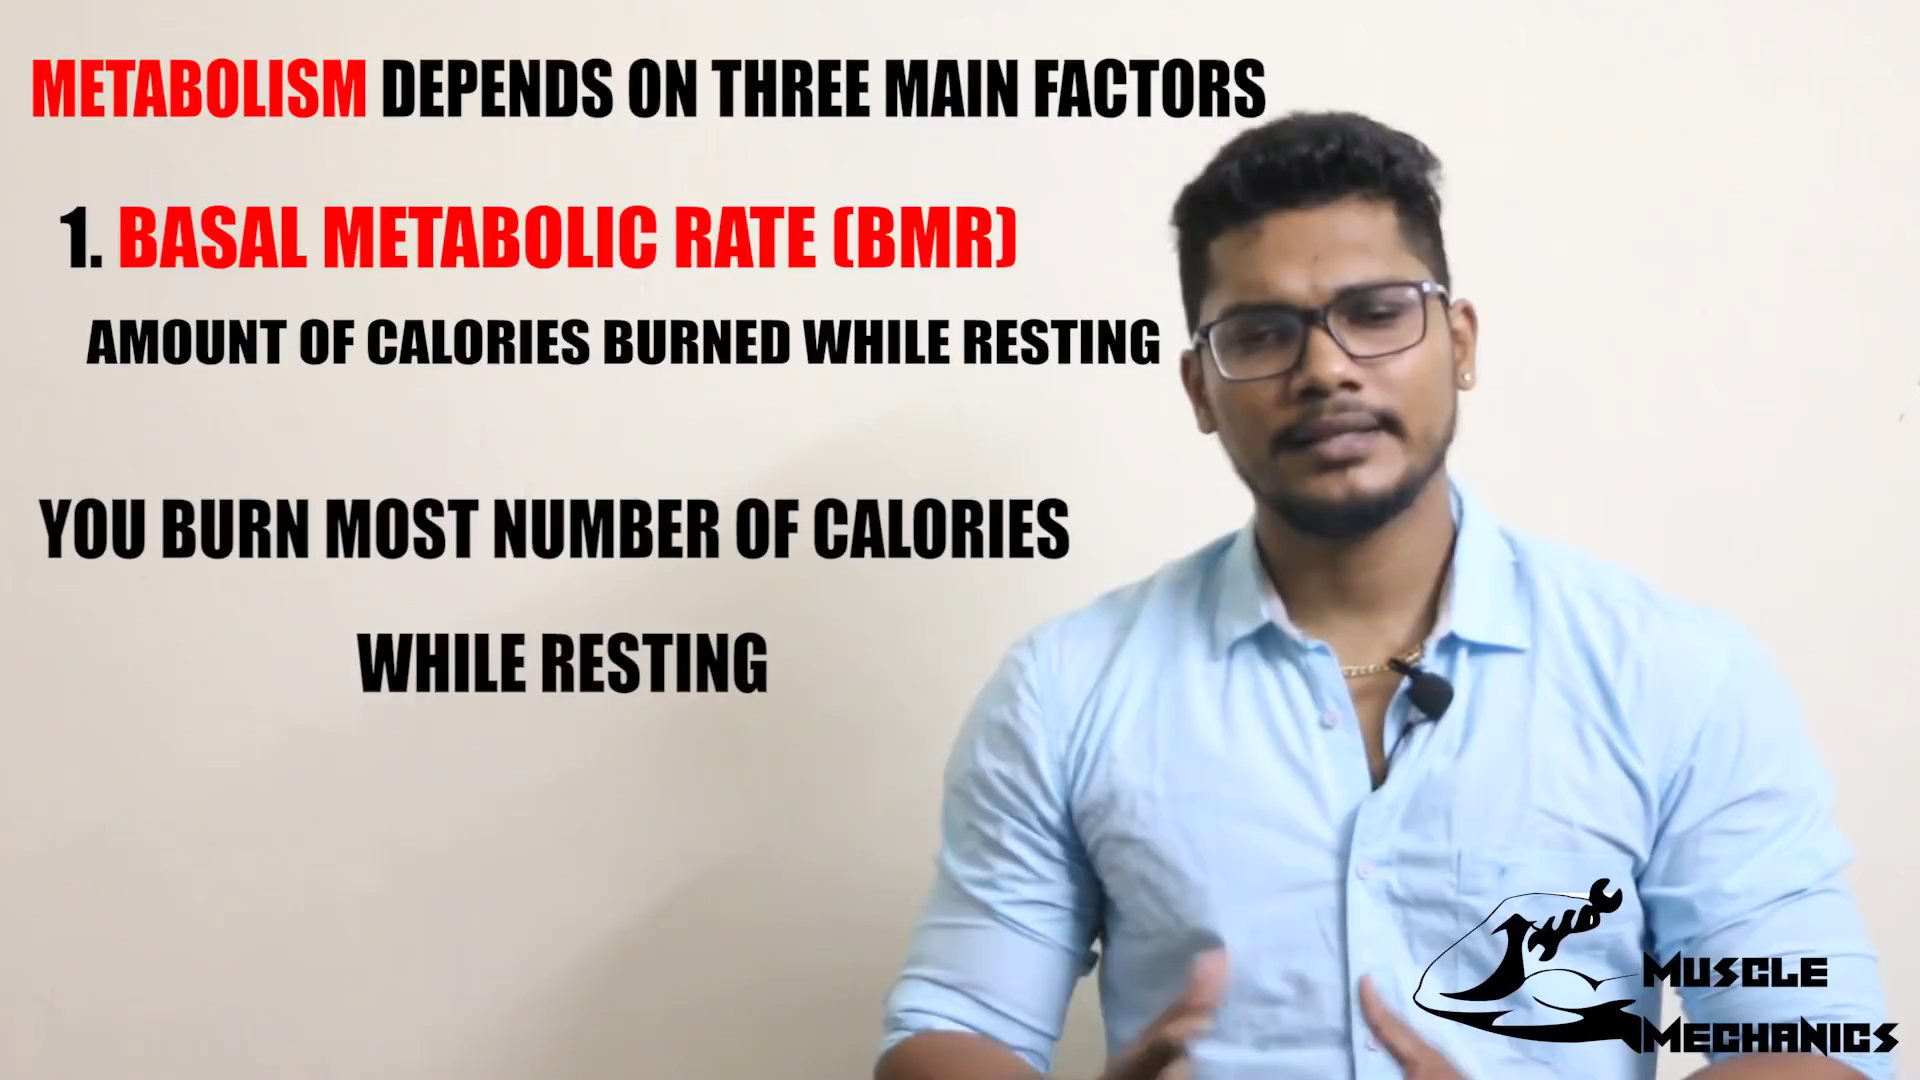 METABOLISM DEPENDS ON THREE MAIN FACTORS
1. BASAL METABOLIC RATE (BMR)
AMOUNT OF CALORIES BURNED WHILE RESTING
YOU BURN MOST NUMBER OF CALORIES
WHILE RESTING
MUSCLE
MECHANICS